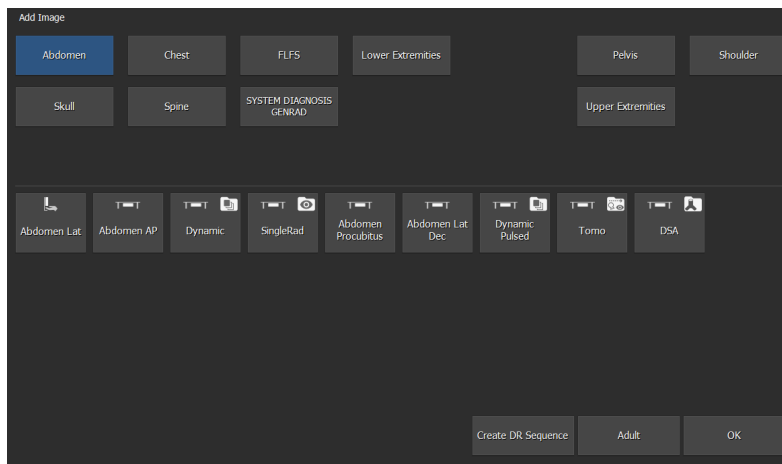 Add Image
Abdomen
Chest
FLFS
Lower Extremities
Pelvis
Shoulder
Skull
Spine
SYSTEM DIAGNOSIS
GENRAD
Upper Extremities
Abdomen Lat
Abdomen AP
Dynamic
SingleRad
Abdomen
Procubitus
Abdomen Lat
Dec
Dynamic
Pulsed
Tomo
DSA
Create DR Sequence
Adult
OK